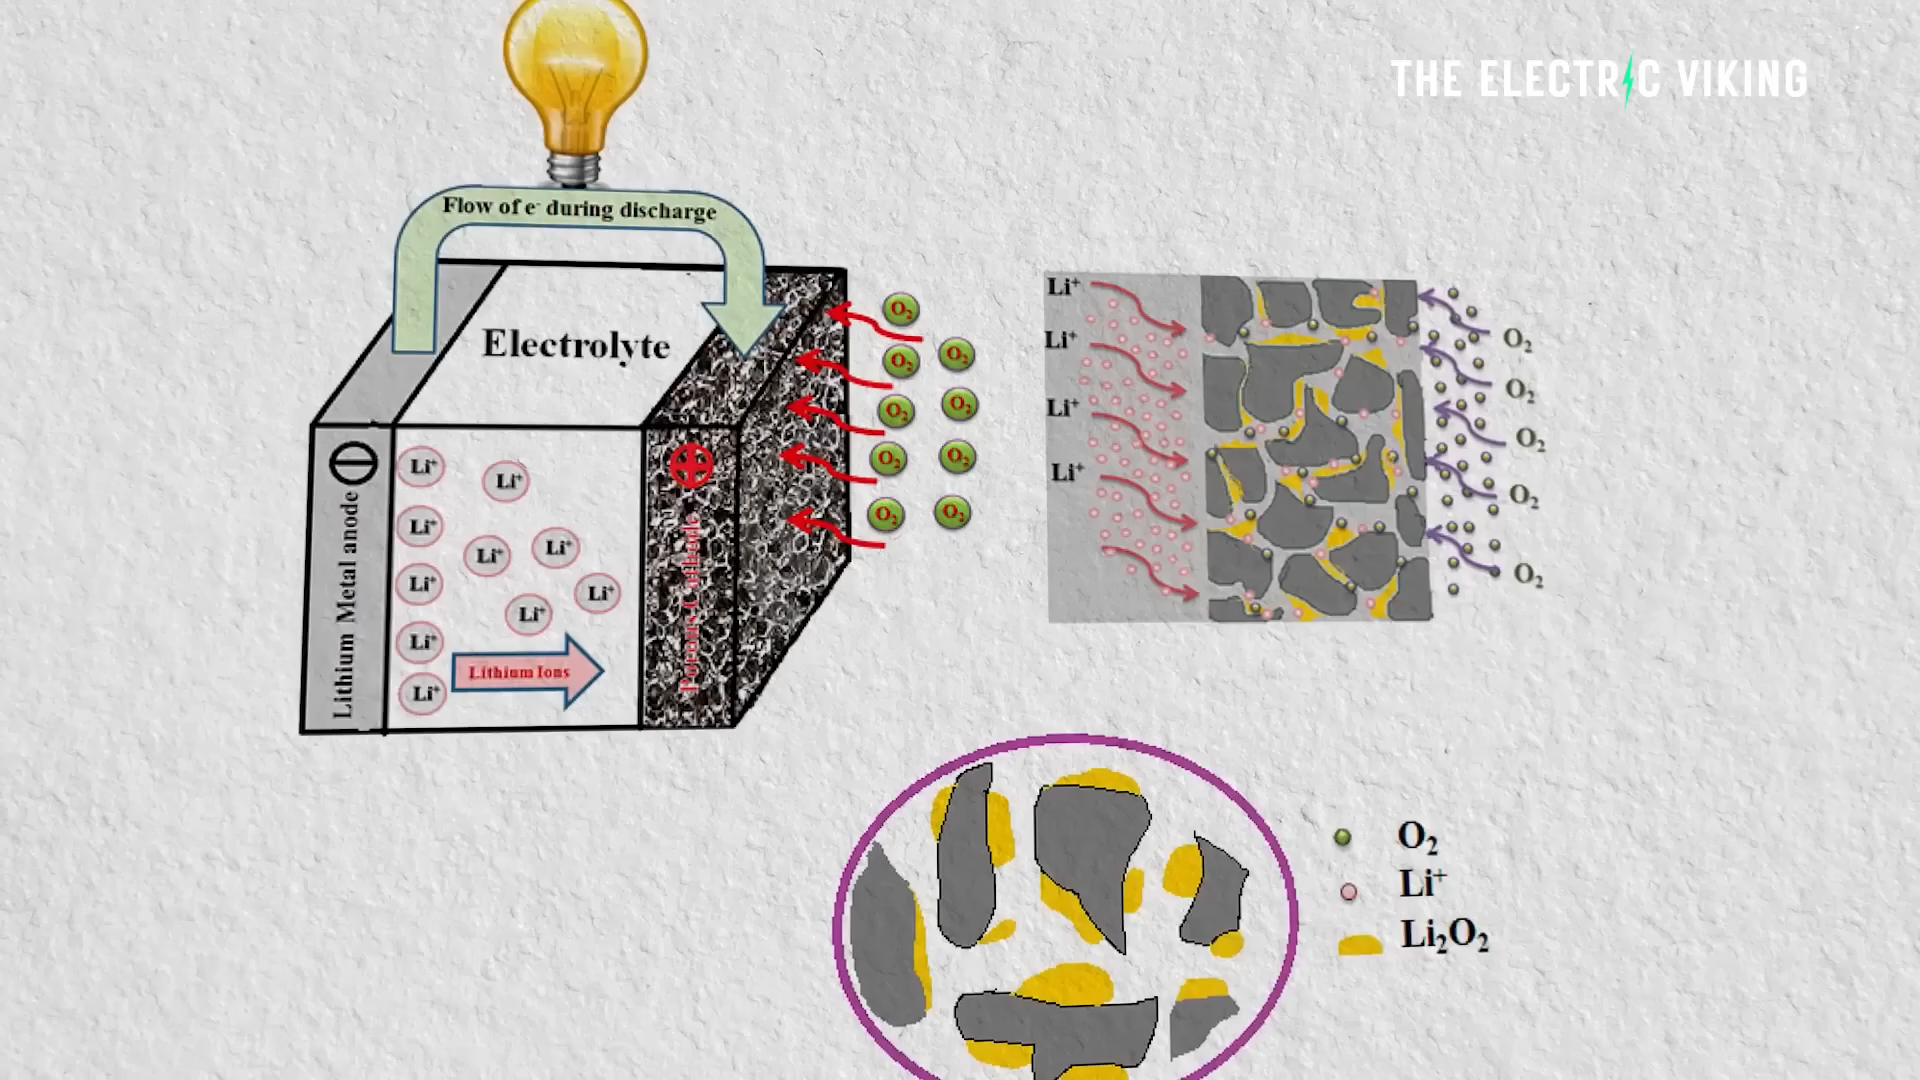 THE ELECTRIC VIKING
Flow of e- during discharge
Electrolyte
Lithium Metal anode
Li+
Li+
Li+
Li+
Li+
Li+
Li+
Li+
Li+
Li+
Lithium Ions
Porous Cathode
O2
O2
O2
O2
O2
O2
O2
O2
O2
Li+
Li+
Li+
Li+
O2
O2
O2
O2
O2
O2
Li+
Li2O2